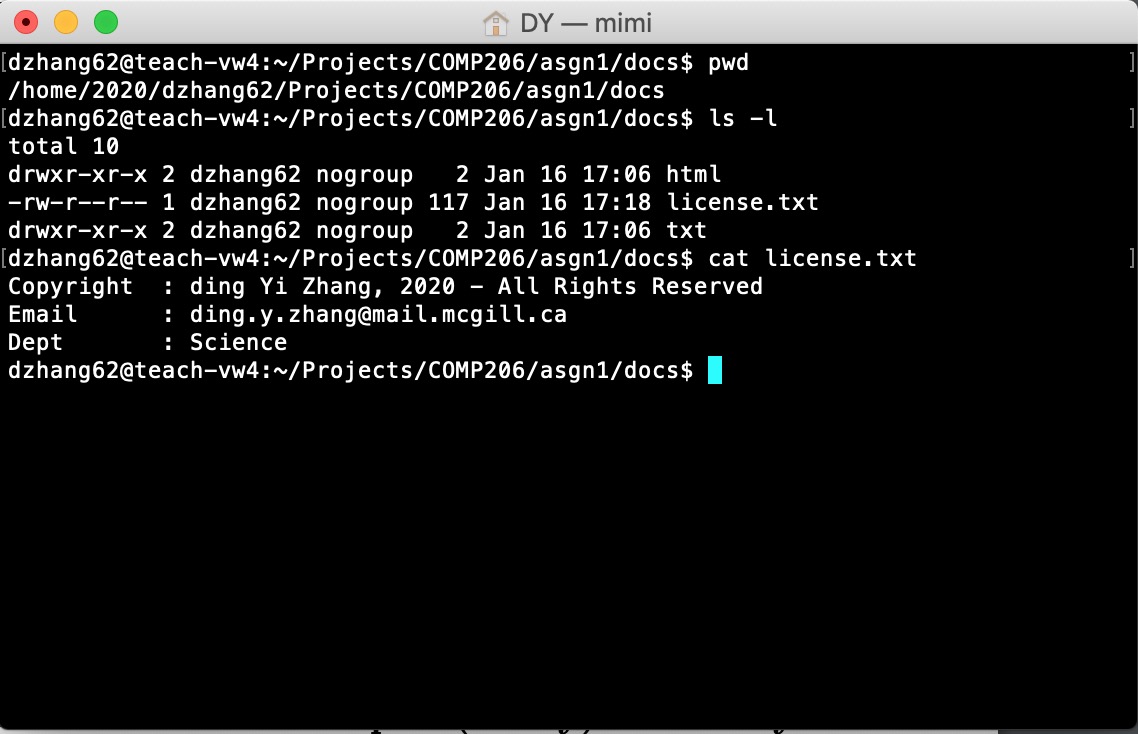 DY — mimi
[dzhang62@teach-vw4:~/Projects/COMP206/asgn1/docs$ pwd ]
/home/2020/dzhang62/Projects/COMP206/asgn1/docs
[dzhang62@teach-vw4:~/Projects/COMP206/asgn1/docs$ ls -l ]
total 10
drwxr-xr-x 2 dzhang62 nogroup   2 Jan 16 17:06 html
-rw-r--r-- 1 dzhang62 nogroup 117 Jan 16 17:18 license.txt
drwxr-xr-x 2 dzhang62 nogroup   2 Jan 16 17:06 txt
[dzhang62@teach-vw4:~/Projects/COMP206/asgn1/docs$ cat license.txt ]
Copyright  : ding Yi Zhang, 2020 - All Rights Reserved
Email      : ding.y.zhang@mail.mcgill.ca
Dept       : Science
dzhang62@teach-vw4:~/Projects/COMP206/asgn1/docs$